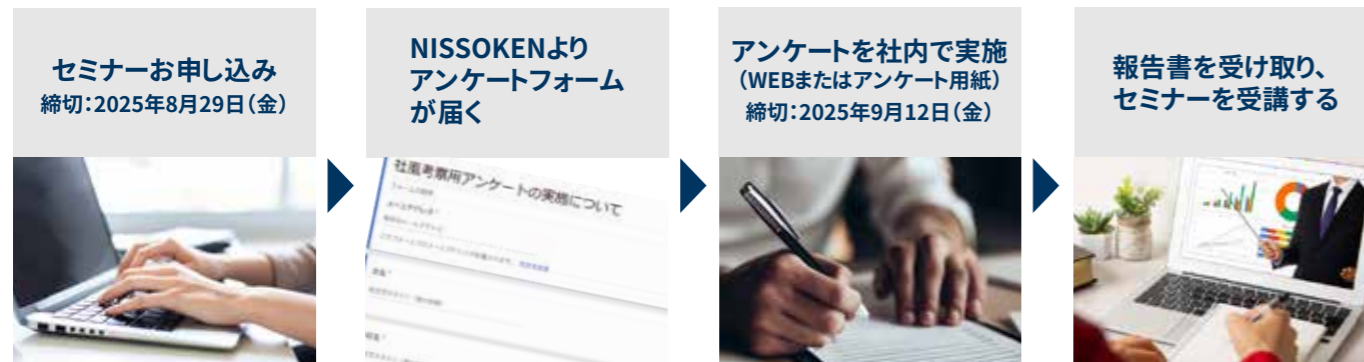 セミナーお申し込み
締切：2025年8月29日（金）
NISSOKENより
アンケートフォーム
が届く
アンケートを社内で実施
（WEBまたはアンケート用紙）
締切：2025年9月12日（金）
報告書を受け取り、
セミナーを受講する
社風考察用アンケートの実施について